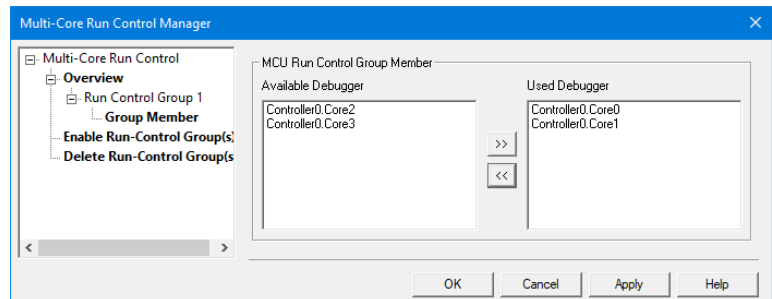 Multi-Core Run Control Manager
Multi-Core Run Control
Overview
Run Control Group 1
Group Member
Enable Run-Control Group(s)
Delete Run-Control Group(s
MCU Run Control Group Member
Available Debugger
Used Debugger
Controller0.Core2
Controller0.Core3
>>
<<
Controller0.Core0
Controller0.Core1
OK
Cancel
Apply
Help